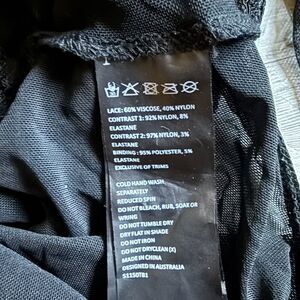 LACE: 60% VISCOSE, 40% NYLON
CONTRAST 1: 92% NYLON, 8%
ELASTANE
CONTRAST 2: 97% NYLON, 3%
ELASTANE
BINDING : 95% POLYESTER, 5%
ELASTANE
EXCLUSIVE OF TRIMS
COLD HAND WASH
SEPARATELY
REDUCED SPIN
DO NOT BLEACH, RUB, SOAK OR
WRING
DO NOT TUMBLE DRY
DRY FLAT IN SHADE
DO NOT IRON
DO NOT DRYCLEAN (X)
MADE IN CHINA
DESIGNED IN AUSTRALIA